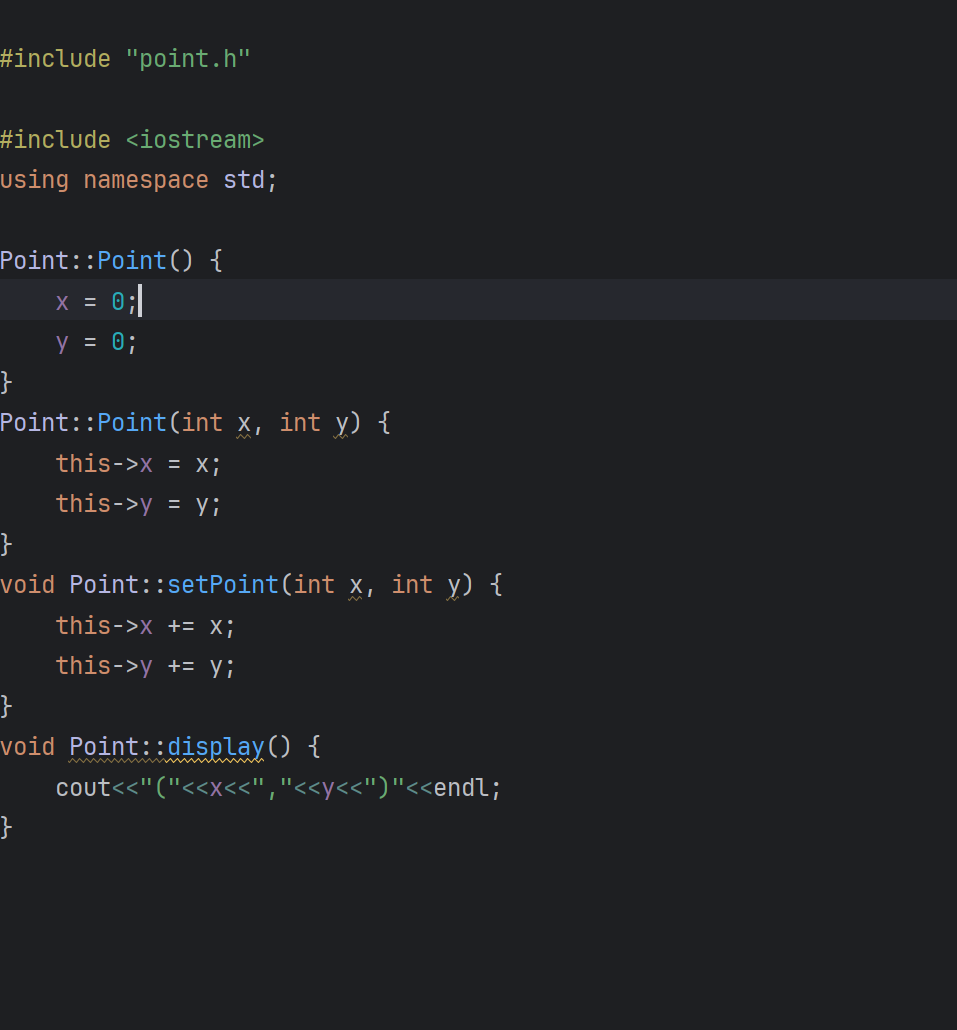 #include "point.h"
#include <iostream>
using namespace std;
Point::Point() {
    x = 0;
    y = 0;
}
Point::Point(int x, int y) {
    this->x = x;
    this->y = y;
}
void Point::setPoint(int x, int y) {
    this->x += x;
    this->y += y;
}
void Point::display() {
    cout<<"("<<x<<","<<y<<")"<<endl;
}